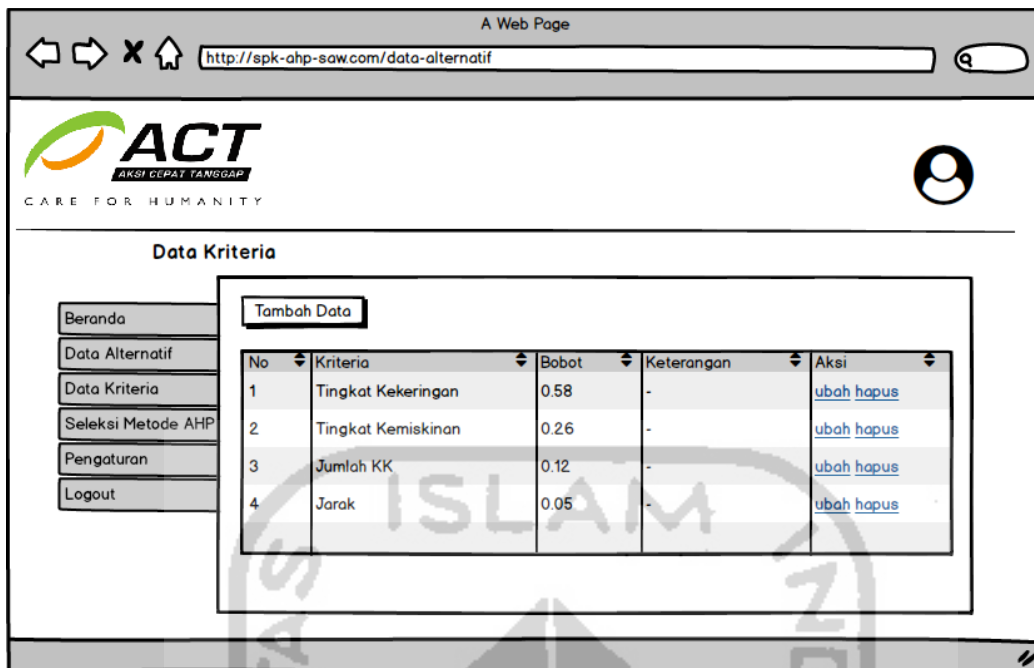 A Web Page
http://spk-ahp-saw.com/data-alternatif
ACT
AKSI CEPAT TANGGAP
CARE FOR HUMANITY
Data Kriteria
Beranda
Data Alternatif
Data Kriteria
Seleksi Metode AHP
Pengaturan
Logout
Tambah Data
No Kriteria Bobot Keterangan Aksi
1 Tingkat Kekeringan 0.58 - ubah hapus
2 Tingkat Kemiskinan 0.26 - ubah hapus
3 Jumlah KK 0.12 - ubah hapus
4 Jarak 0.05 - ubah hapus
ISLAM